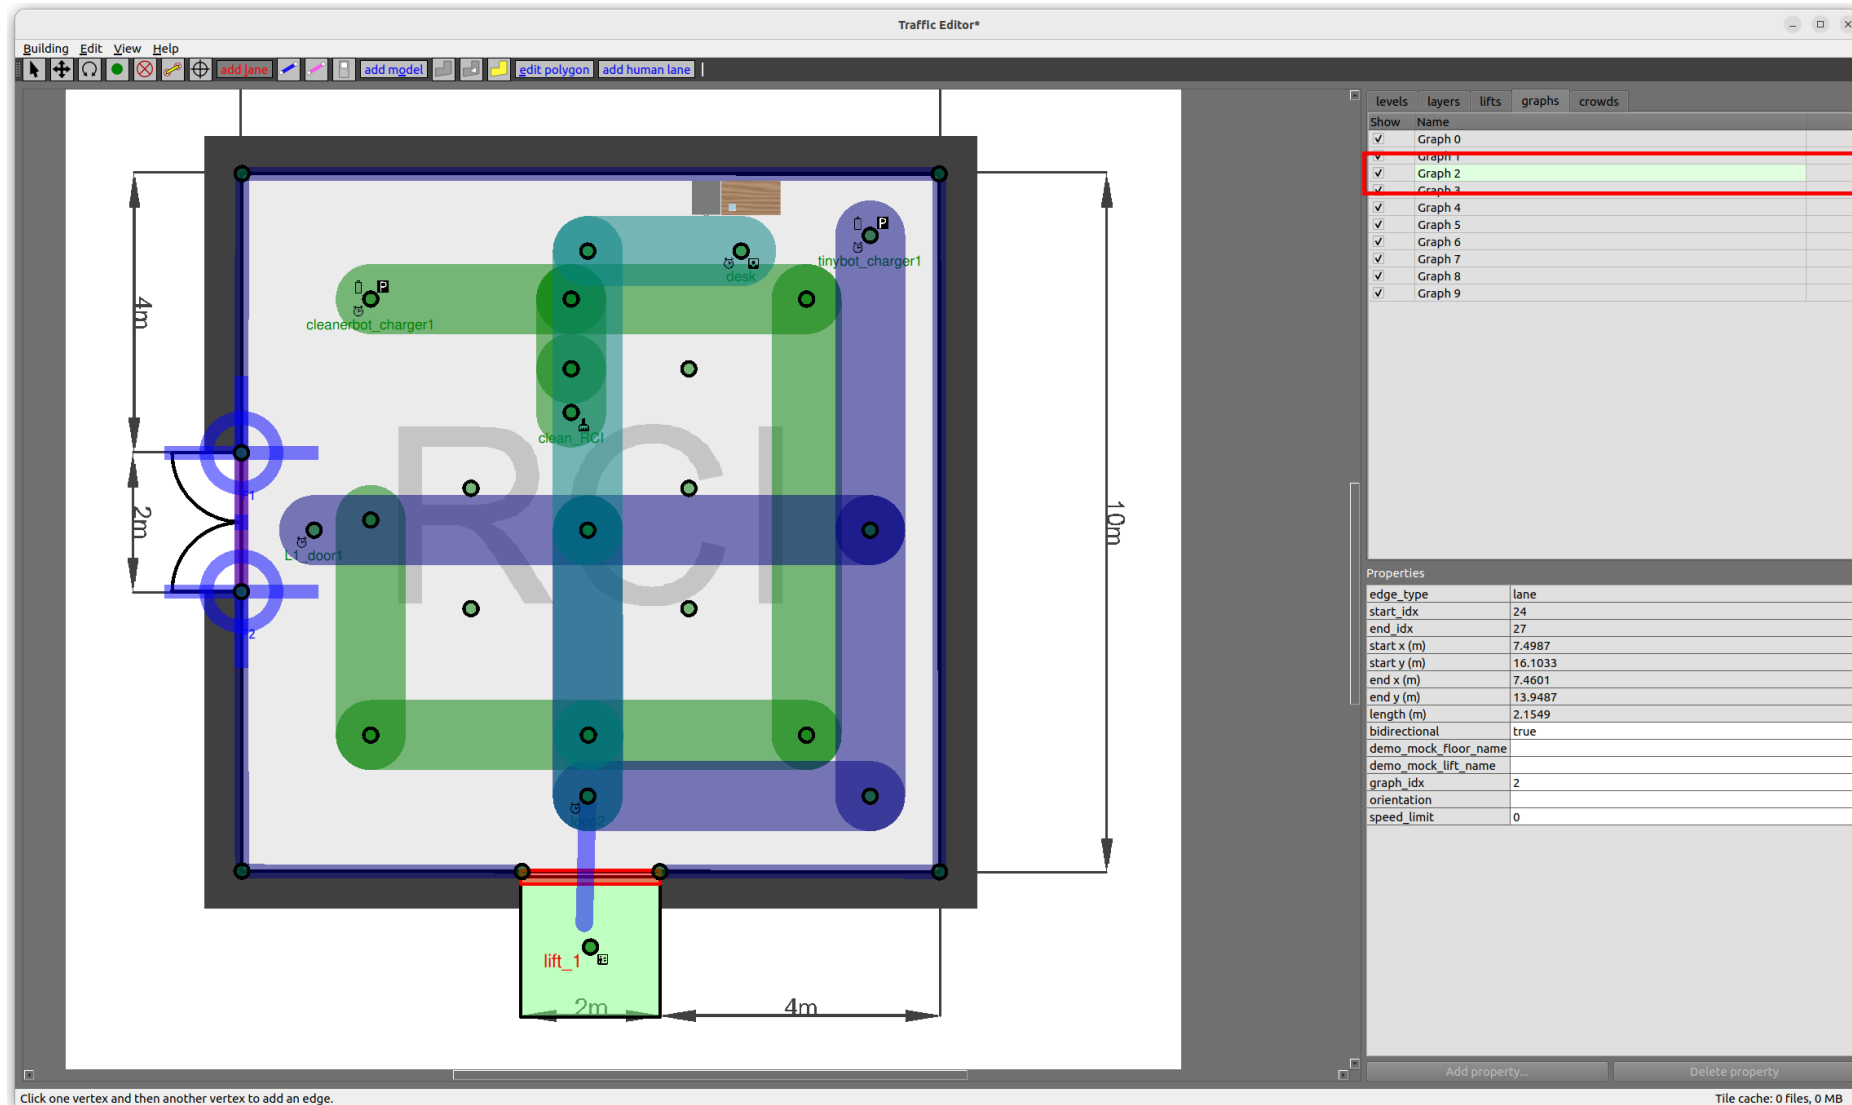 Traffic Editor*
Building Edit View Help
add lane add model edit polygon add human lane
levels layers lifts graphs crowds
Show Name
Graph 0
Graph 1
Graph 2
Graph 3
Graph 4
Graph 5
Graph 6
Graph 7
Graph 8
Graph 9
P
tinybot_charger1
desk
P
cleanerbot_charger1
4m
clean_RCI
RCI
2m
10m
L1_door1
lift_1
2m
4m
Properties
edge_type lane
start_idx 24
end_idx 27
start x (m) 7.4987
start y (m) 16.1033
end x (m) 7.4601
end y (m) 13.9487
length (m) 2.1549
bidirectional true
demo_mock_floor_name
demo_mock_lift_name
graph_idx 2
orientation
speed_limit 0
Add property... Delete property
Click one vertex and then another vertex to add an edge. Tile cache: 0 files, 0 MB